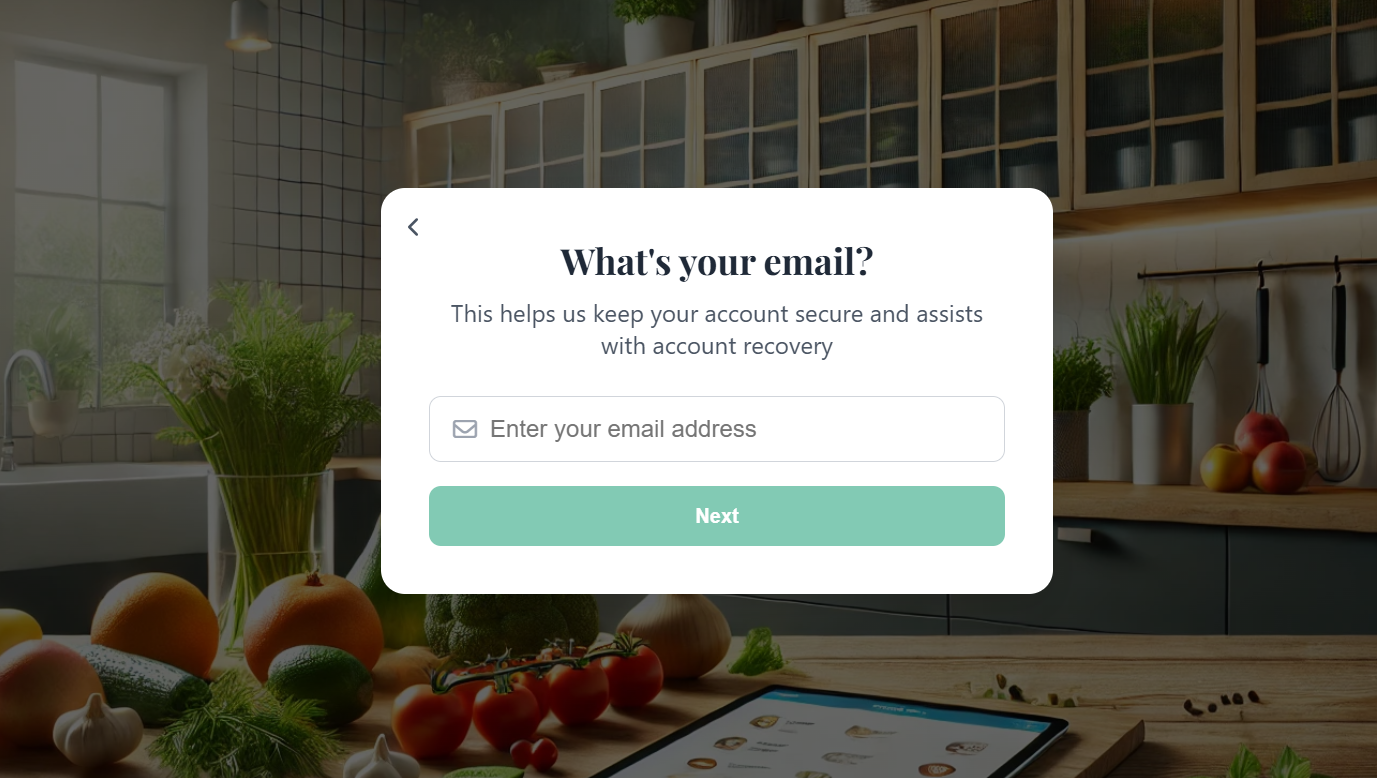 What's your email?
This helps us keep your account secure and assists
with account recovery
Enter your email address
Next